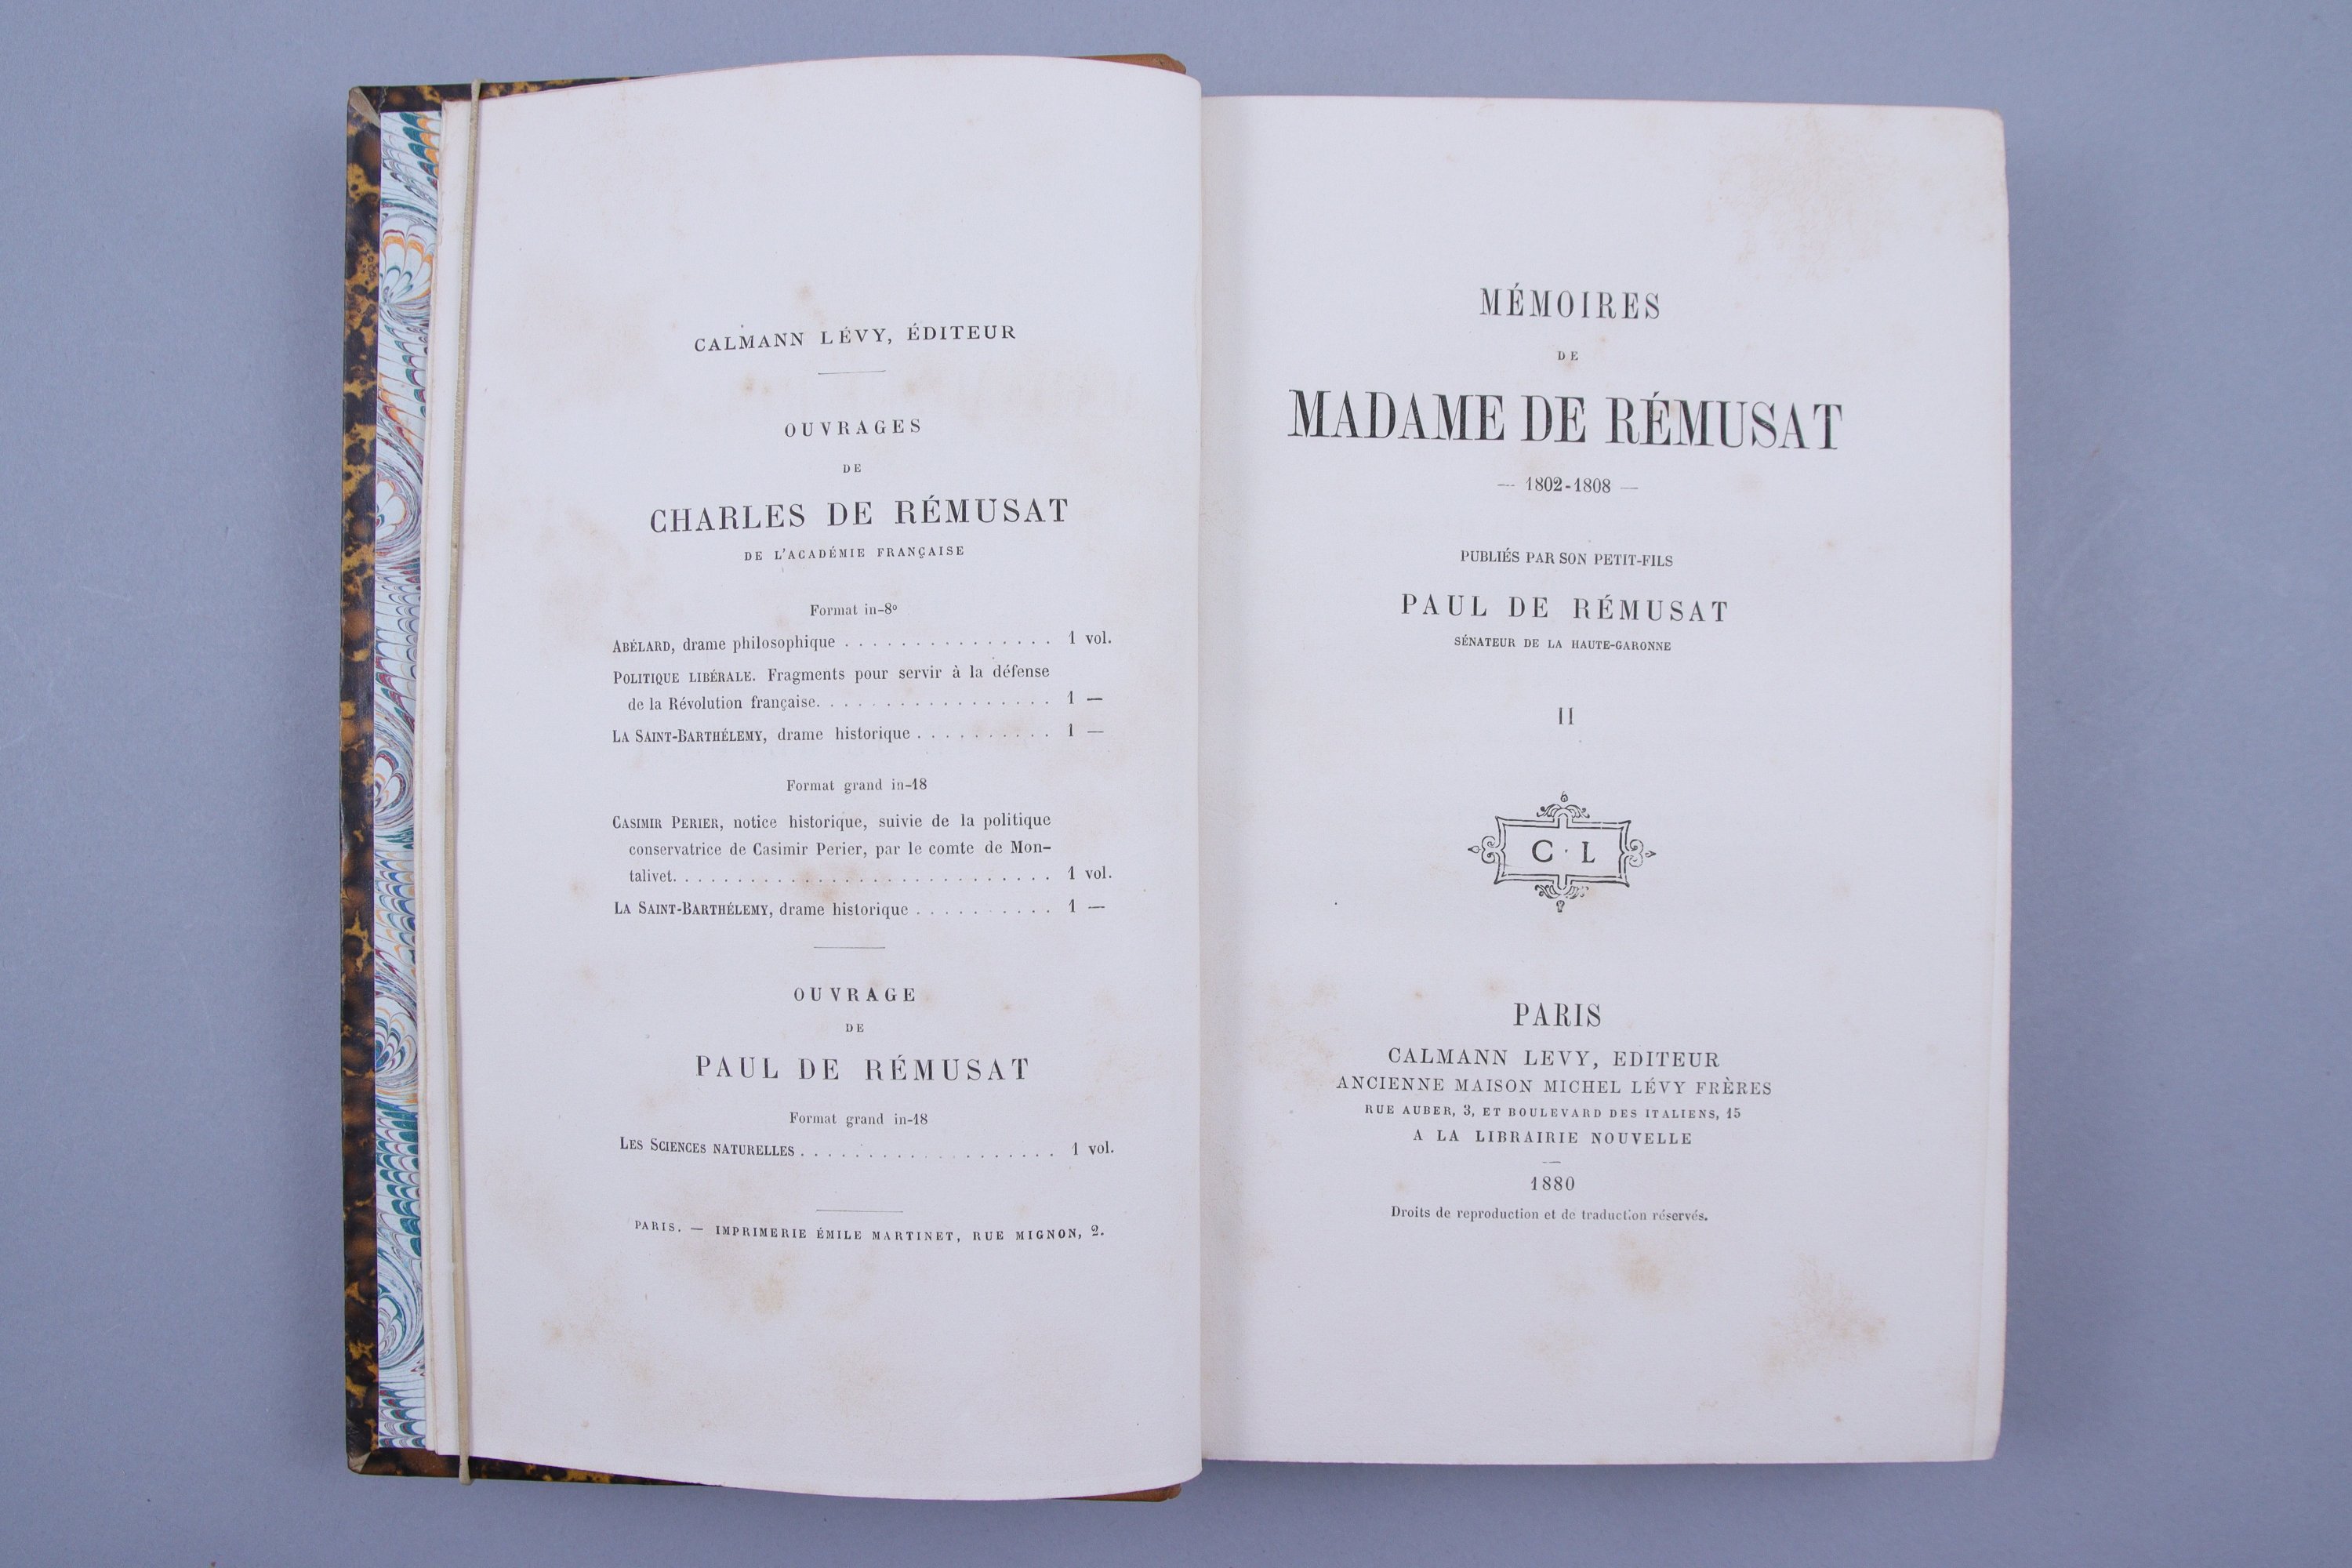 CALMANN LÉVY, ÉDITEUR
OUVRAGES
DE
CHARLES DE RÉMUSAT
DE L'ACADÉMIE FRANÇAISE
Format in-8º
ABÉLARD, drame philosophique . . . . . . . . . . . . . . . 1 vol.
POLITIQUE LIBÉRALE. Fragments pour servir à la défense
de la Révolution française. . . . . . . . . . . . . . . . . 1 —
LA SAINT-BARTHÉLEMY, drame historique . . . . . . . . . . 1 —
Format grand in-18
CASIMIR PERIER, notice historique, suivie de la politique
conservatrice de Casimir Perier, par le comte de Mon-
talivet. . . . . . . . . . . . . . . . . . . . . . . . . . . 1 vol.
LA SAINT-BARTHÉLEMY, drame historique . . . . . . . . . . 1 —
OUVRAGE
DE
PAUL DE RÉMUSAT
Format grand in-18
LES SCIENCES NATURELLES . . . . . . . . . . . . . . . . . . . 1 vol.
PARIS. — IMPRIMERIE ÉMILE MARTINET, RUE MIGNON, 2.
MÉMOIRES
DE
MADAME DE RÉMUSAT
— 1802-1808 —
PUBLIÉS PAR SON PETIT-FILS
PAUL DE RÉMUSAT
SÉNATEUR DE LA HAUTE-GARONNE
II
C · L
PARIS
CALMANN LEVY, EDITEUR
ANCIENNE MAISON MICHEL LÉVY FRÈRES
RUE AUBER, 3, ET BOULEVARD DES ITALIENS, 15
A LA LIBRAIRIE NOUVELLE
1880
Droits de reproduction et de traduction réservés.